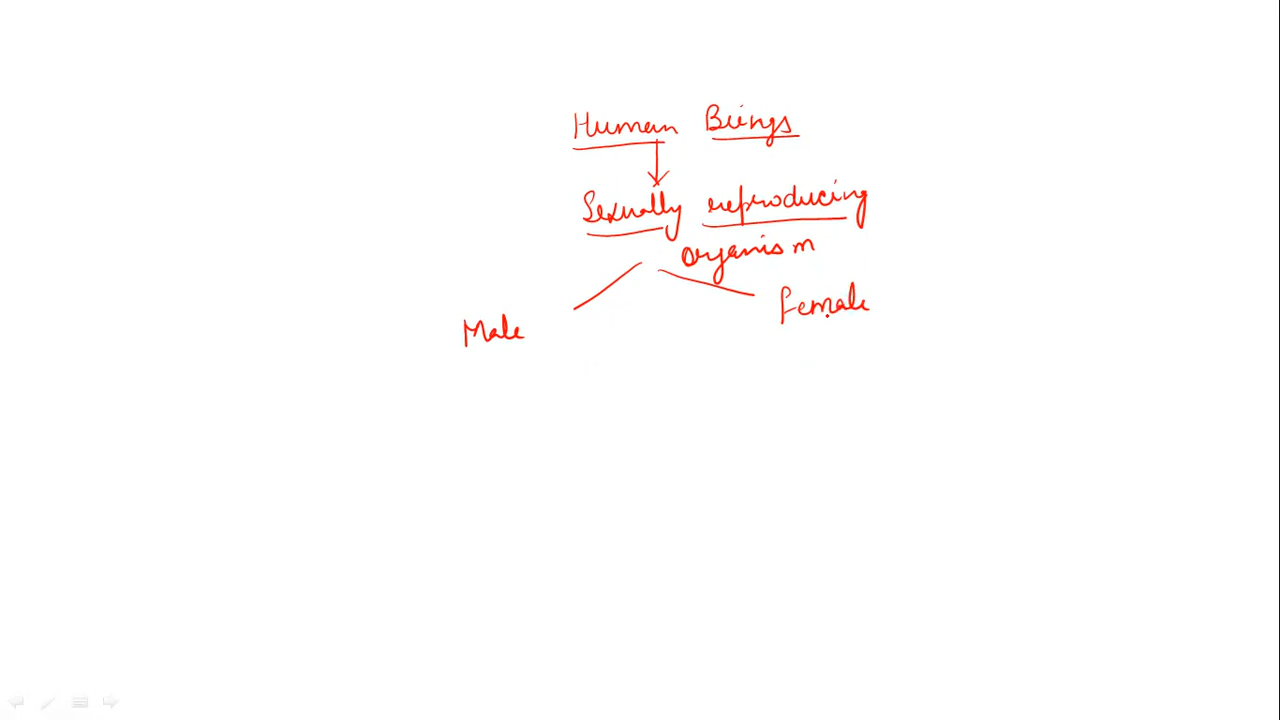 Human Beings
Sexually reproducing
organism
Male
female